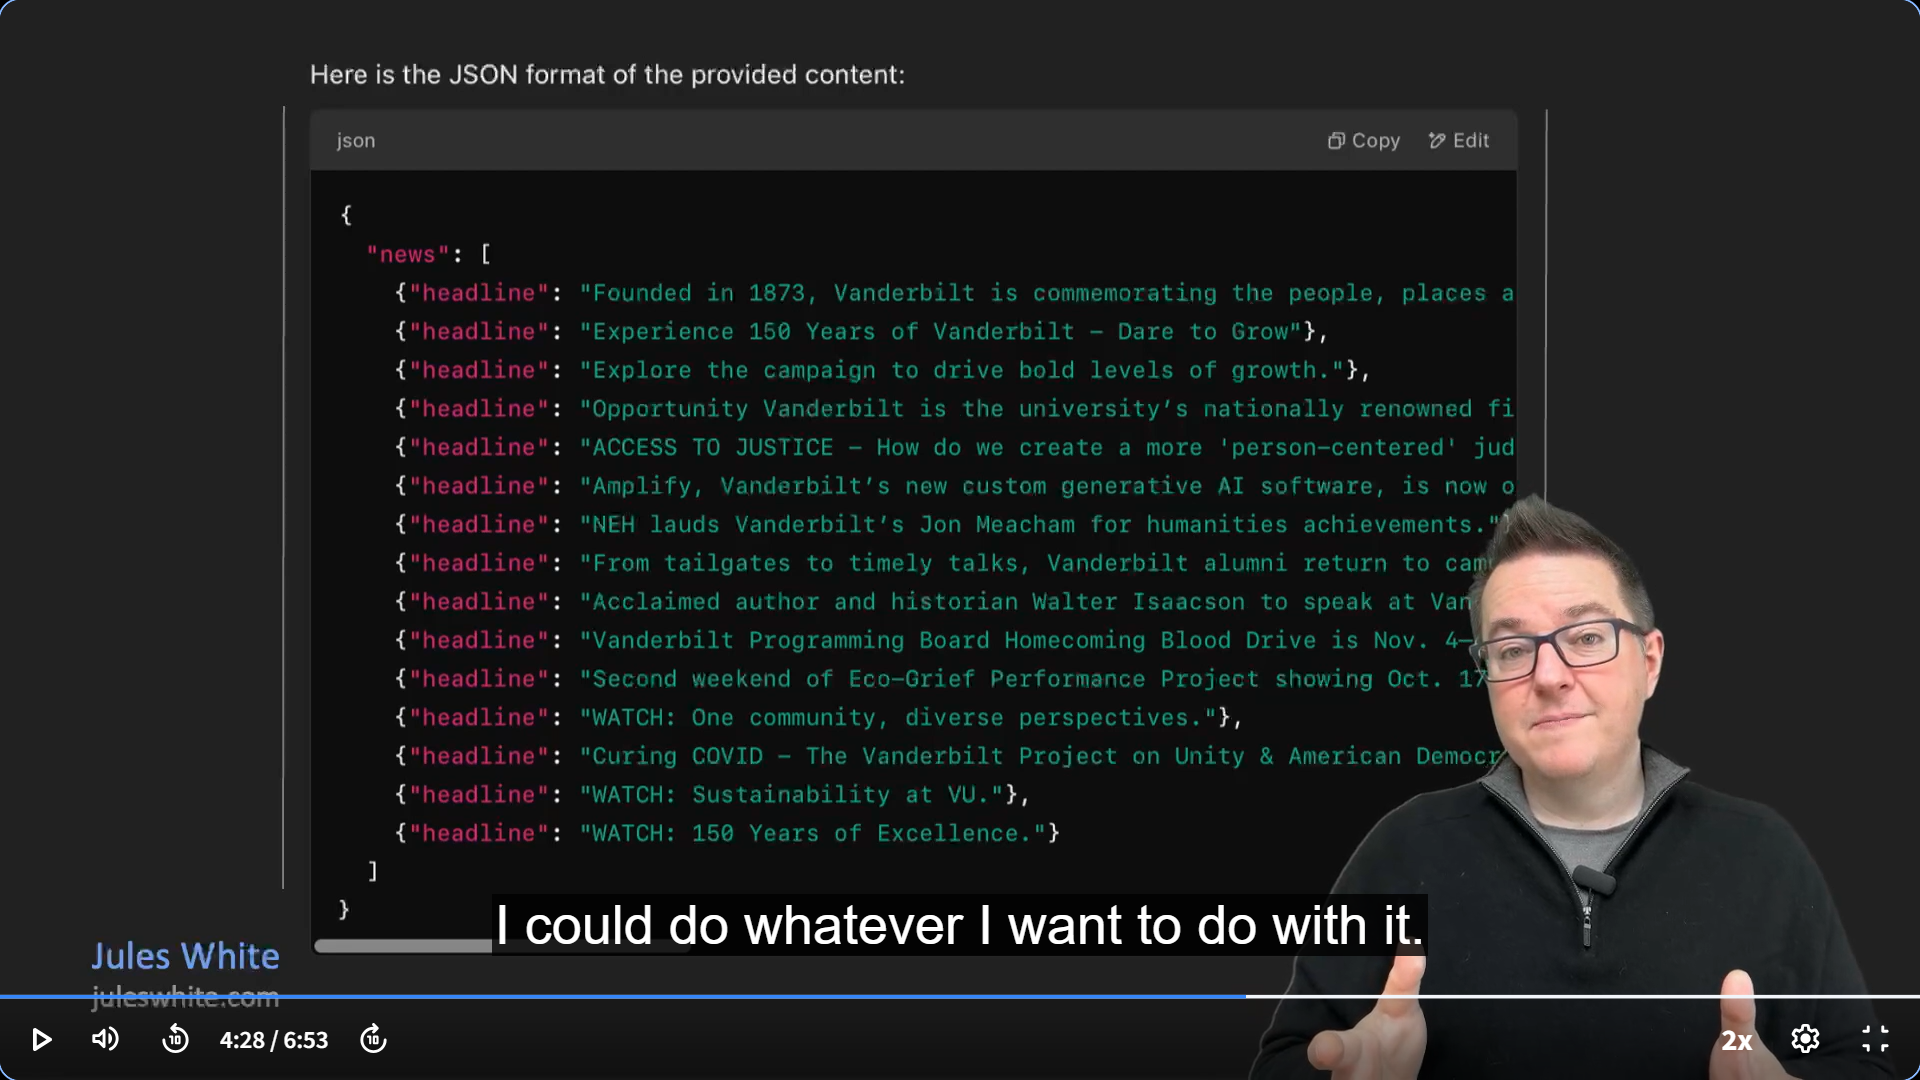 Here is the JSON format of the provided content:
json
Copy Edit
{
"news": [
{"headline": "Founded in 1873, Vanderbilt is commemorating the people, places a
{"headline": "Experience 150 Years of Vanderbilt – Dare to Grow"},
{"headline": "Explore the campaign to drive bold levels of growth."},
{"headline": "Opportunity Vanderbilt is the university’s nationally renowned fi
{"headline": "ACCESS TO JUSTICE – How do we create a more 'person-centered' jud
{"headline": "Amplify, Vanderbilt’s new custom generative AI software, is now o
{"headline": "NEH lauds Vanderbilt’s Jon Meacham for humanities achievements."}
{"headline": "From tailgates to timely talks, Vanderbilt alumni return to cam
{"headline": "Acclaimed author and historian Walter Isaacson to speak at Van
{"headline": "Vanderbilt Programming Board Homecoming Blood Drive is Nov. 4–
{"headline": "Second weekend of Eco-Grief Performance Project showing Oct. 17
{"headline": "WATCH: One community, diverse perspectives."},
{"headline": "Curing COVID – The Vanderbilt Project on Unity & American Democr
{"headline": "WATCH: Sustainability at VU."},
{"headline": "WATCH: 150 Years of Excellence."}
]
}
I could do whatever I want to do with it.
Jules White
juleswhite.com
10 4:28 / 6:53 10 2x